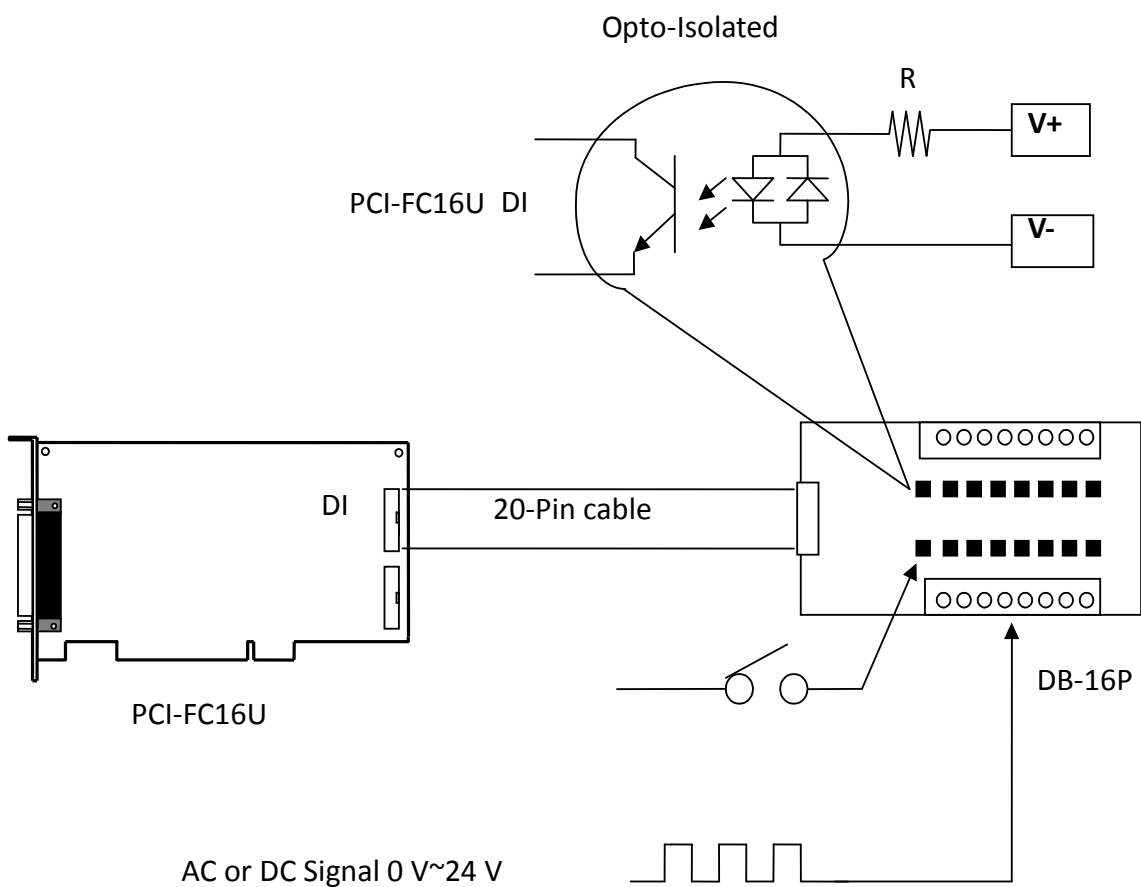 Opto-Isolated
R
V+
PCI-FC16U DI
V-
DI
20-Pin cable
DB-16P
PCI-FC16U
AC or DC Signal 0 V~24 V